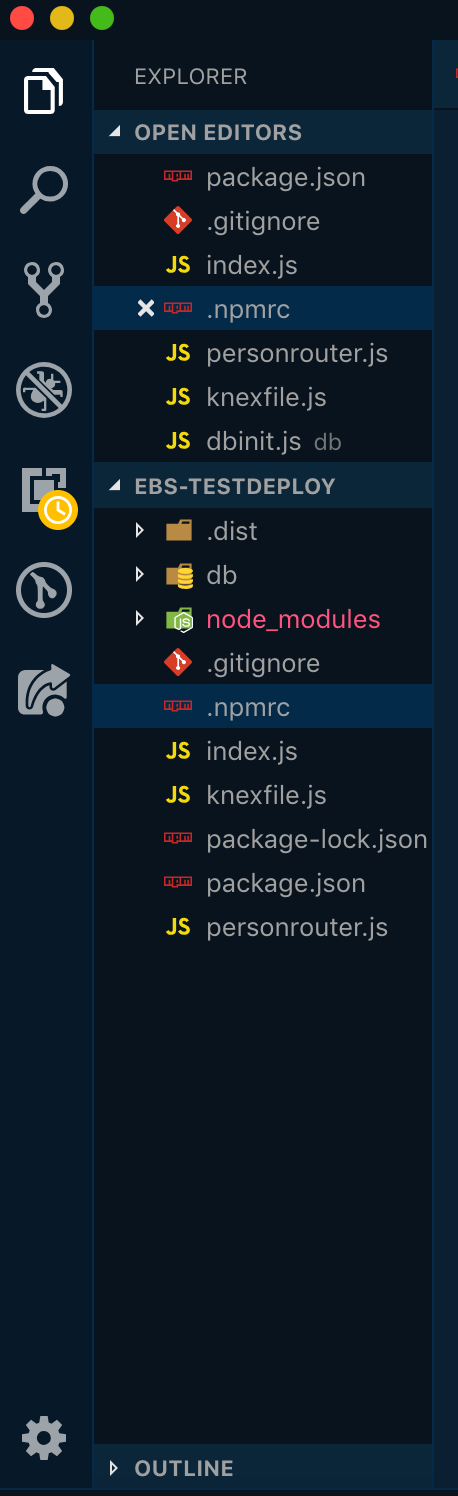 EXPLORER
OPEN EDITORS
package.json
.gitignore
JS index.js
.npmrc
JS personrouter.js
JS knexfile.js
JS dbinit.js db
EBS-TESTDEPLOY
.dist
db
node_modules
.gitignore
.npmrc
JS index.js
JS knexfile.js
package-lock.json
package.json
JS personrouter.js
OUTLINE